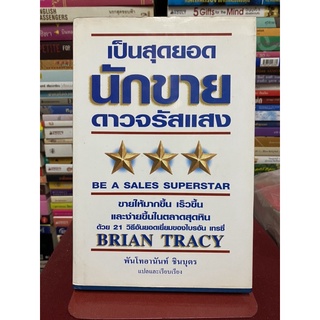 เป็นสุดยอด
นักขาย
ดาวจรัสแสง
BE A SALES SUPERSTAR
ขายให้มากขึ้น เร็วขึ้น
และง่ายขึ้นในตลาดสุดหิน
ด้วย 21 วิธีอันยอดเยี่ยมของไบรอัน เทรซี่
BRIAN TRACY
พันโทอานันท์ ชินบุตร
แปลและเรียบเรียง